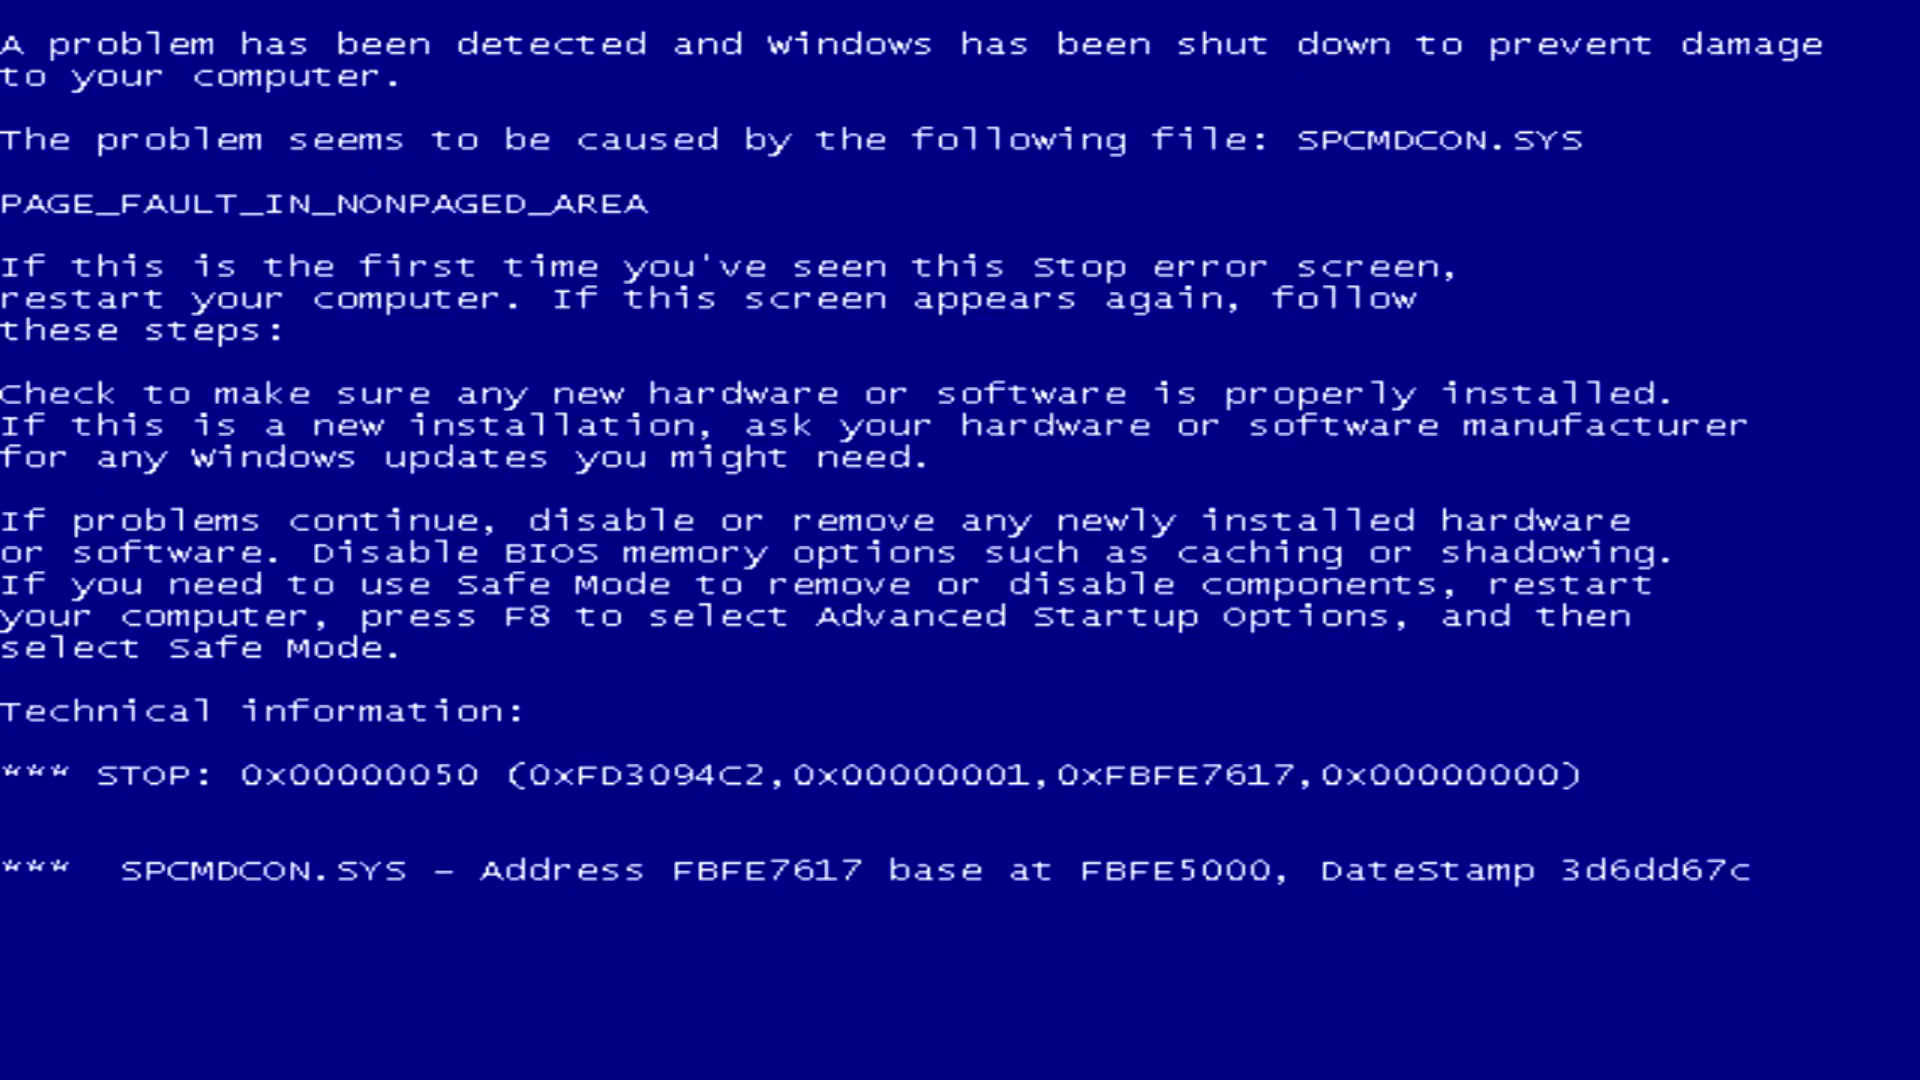 A problem has been detected and Windows has been shut down to prevent damage
to your computer.
The problem seems to be caused by the following file: SPCMDCON.SYS
PAGE_FAULT_IN_NONPAGED_AREA
If this is the first time you've seen this Stop error screen,
restart your computer. If this screen appears again, follow
these steps:
Check to make sure any new hardware or software is properly installed.
If this is a new installation, ask your hardware or software manufacturer
for any Windows updates you might need.
If problems continue, disable or remove any newly installed hardware
or software. Disable BIOS memory options such as caching or shadowing.
If you need to use Safe Mode to remove or disable components, restart
your computer, press F8 to select Advanced Startup Options, and then
select Safe Mode.
Technical information:
*** STOP: 0x00000050 (0xFD3094C2,0x00000001,0xFBFE7617,0x00000000)
*** SPCMDCON.SYS - Address FBFE7617 base at FBFE5000, DateStamp 3d6dd67c